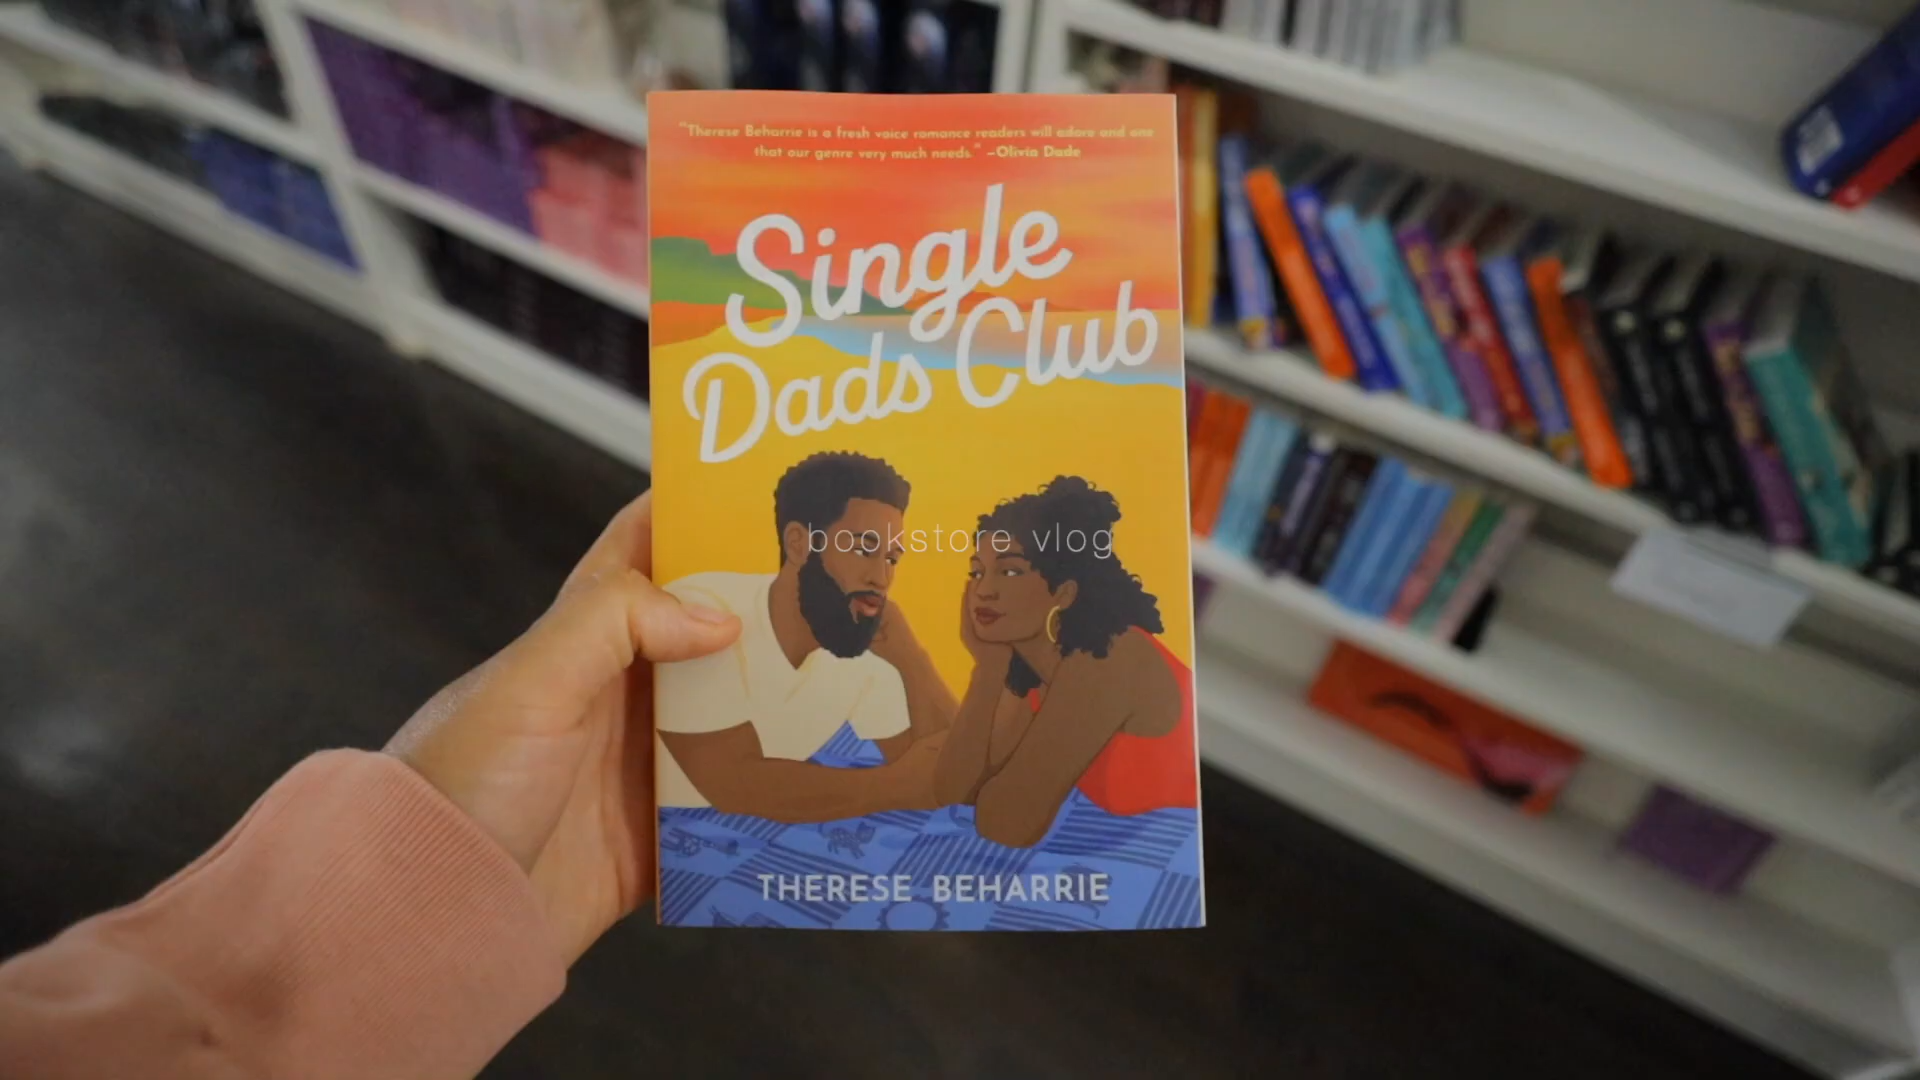 "Therese Beharrie is a fresh voice romance readers will adore and one
that our genre very much needs." –Olivia Dade
Single
Dads Club
bookstore vlog
THERESE BEHARRIE